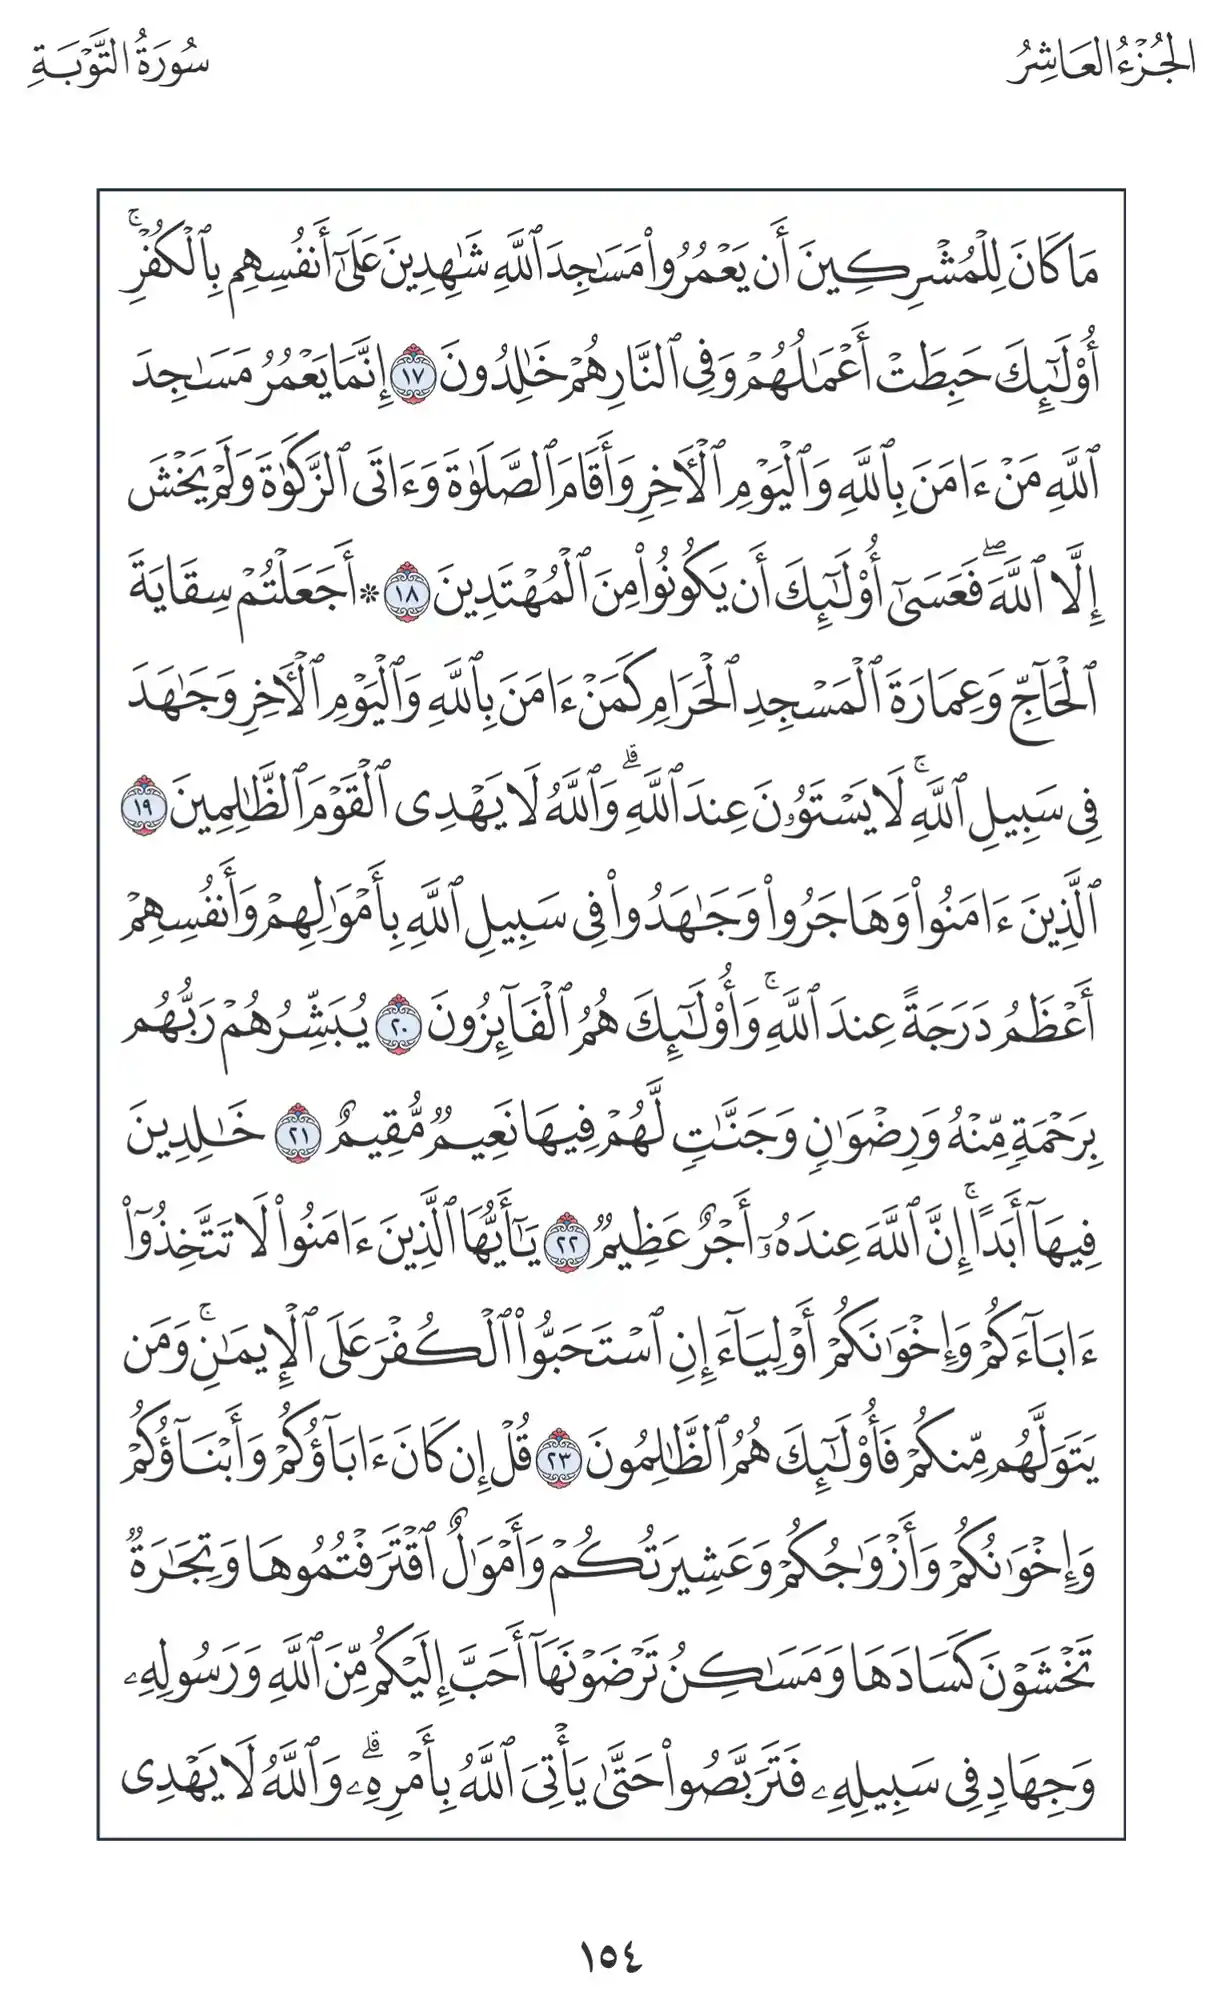 الجُزْءُ العَاشِرُ
سُورَةُ التَّوْبَةِ
مَا كَانَ لِلْمُشْرِكِينَ أَن يَعْمُرُوا۟ مَسَـٰجِدَ ٱللَّهِ شَـٰهِدِينَ عَلَىٰٓ أَنفُسِهِم بِٱلْكُفْرِ ۚ
أُو۟لَـٰٓئِكَ حَبِطَتْ أَعْمَـٰلُهُمْ وَفِى ٱلنَّارِ هُمْ خَـٰلِدُونَ ١٧ إِنَّمَا يَعْمُرُ مَسَـٰجِدَ
ٱللَّهِ مَنْ ءَامَنَ بِٱللَّهِ وَٱلْيَوْمِ ٱلْـَٔاخِرِ وَأَقَامَ ٱلصَّلَوٰةَ وَءَاتَى ٱلزَّكَوٰةَ وَلَمْ يَخْشَ
إِلَّا ٱللَّهَ ۖ فَعَسَىٰٓ أُو۟لَـٰٓئِكَ أَن يَكُونُوا۟ مِنَ ٱلْمُهْتَدِينَ ١٨ * أَجَعَلْتُمْ سِقَايَةَ
ٱلْحَآجِّ وَعِمَارَةَ ٱلْمَسْجِدِ ٱلْحَرَامِ كَمَنْ ءَامَنَ بِٱللَّهِ وَٱلْيَوْمِ ٱلْـَٔاخِرِ وَجَـٰهَدَ
فِى سَبِيلِ ٱللَّهِ ۚ لَا يَسْتَوُۥنَ عِندَ ٱللَّهِ ۗ وَٱللَّهُ لَا يَهْدِى ٱلْقَوْمَ ٱلظَّـٰلِمِينَ ١٩
ٱلَّذِينَ ءَامَنُوا۟ وَهَاجَرُوا۟ وَجَـٰهَدُوا۟ فِى سَبِيلِ ٱللَّهِ بِأَمْوَٰلِهِمْ وَأَنفُسِهِمْ
أَعْظَمُ دَرَجَةً عِندَ ٱللَّهِ ۚ وَأُو۟لَـٰٓئِكَ هُمُ ٱلْفَآئِزُونَ ٢٠ يُبَشِّرُهُمْ رَبُّهُم
بِرَحْمَةٍ مِّنْهُ وَرِضْوَٰنٍ وَجَنَّـٰتٍ لَّهُمْ فِيهَا نَعِيمٌ مُّقِيمٌ ٢١ خَـٰلِدِينَ
فِيهَآ أَبَدًا ۚ إِنَّ ٱللَّهَ عِندَهُۥٓ أَجْرٌ عَظِيمٌ ٢٢ يَـٰٓأَيُّهَا ٱلَّذِينَ ءَامَنُوا۟ لَا تَتَّخِذُوٓا۟
ءَابَآءَكُمْ وَإِخْوَٰنَكُمْ أَوْلِيَآءَ إِنِ ٱسْتَحَبُّوا۟ ٱلْكُفْرَ عَلَى ٱلْإِيمَـٰنِ ۚ وَمَن
يَتَوَلَّهُم مِّنكُمْ فَأُو۟لَـٰٓئِكَ هُمُ ٱلظَّـٰلِمُونَ ٢٣ قُلْ إِن كَانَ ءَابَآؤُكُمْ وَأَبْنَآؤُكُمْ
وَإِخْوَٰنُكُمْ وَأَزْوَٰجُكُمْ وَعَشِيرَتُكُمْ وَأَمْوَٰلٌ ٱقْتَرَفْتُمُوهَا وَتِجَـٰرَةٌ
تَخْشَوْنَ كَسَادَهَا وَمَسَـٰكِنُ تَرْضَوْنَهَآ أَحَبَّ إِلَيْكُم مِّنَ ٱللَّهِ وَرَسُولِهِۦ
وَجِهَادٍ فِى سَبِيلِهِۦ فَتَرَبَّصُوا۟ حَتَّىٰ يَأْتِىَ ٱللَّهُ بِأَمْرِهِۦ ۗ وَٱللَّهُ لَا يَهْدِى
١٥٤